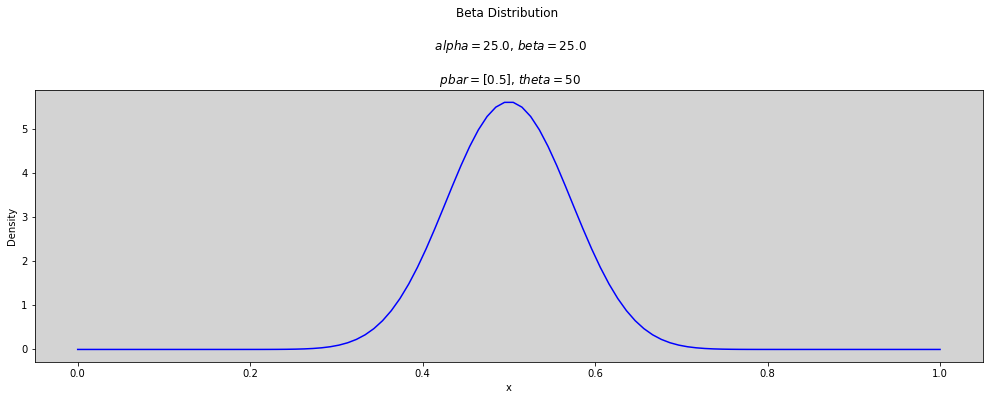 Beta Distribution
alpha = 25.0, beta = 25.0
pbar = [0.5], theta = 50
Density
5
4
3
2
1
0
0.0 0.2 0.4 0.6 0.8 1.0
x